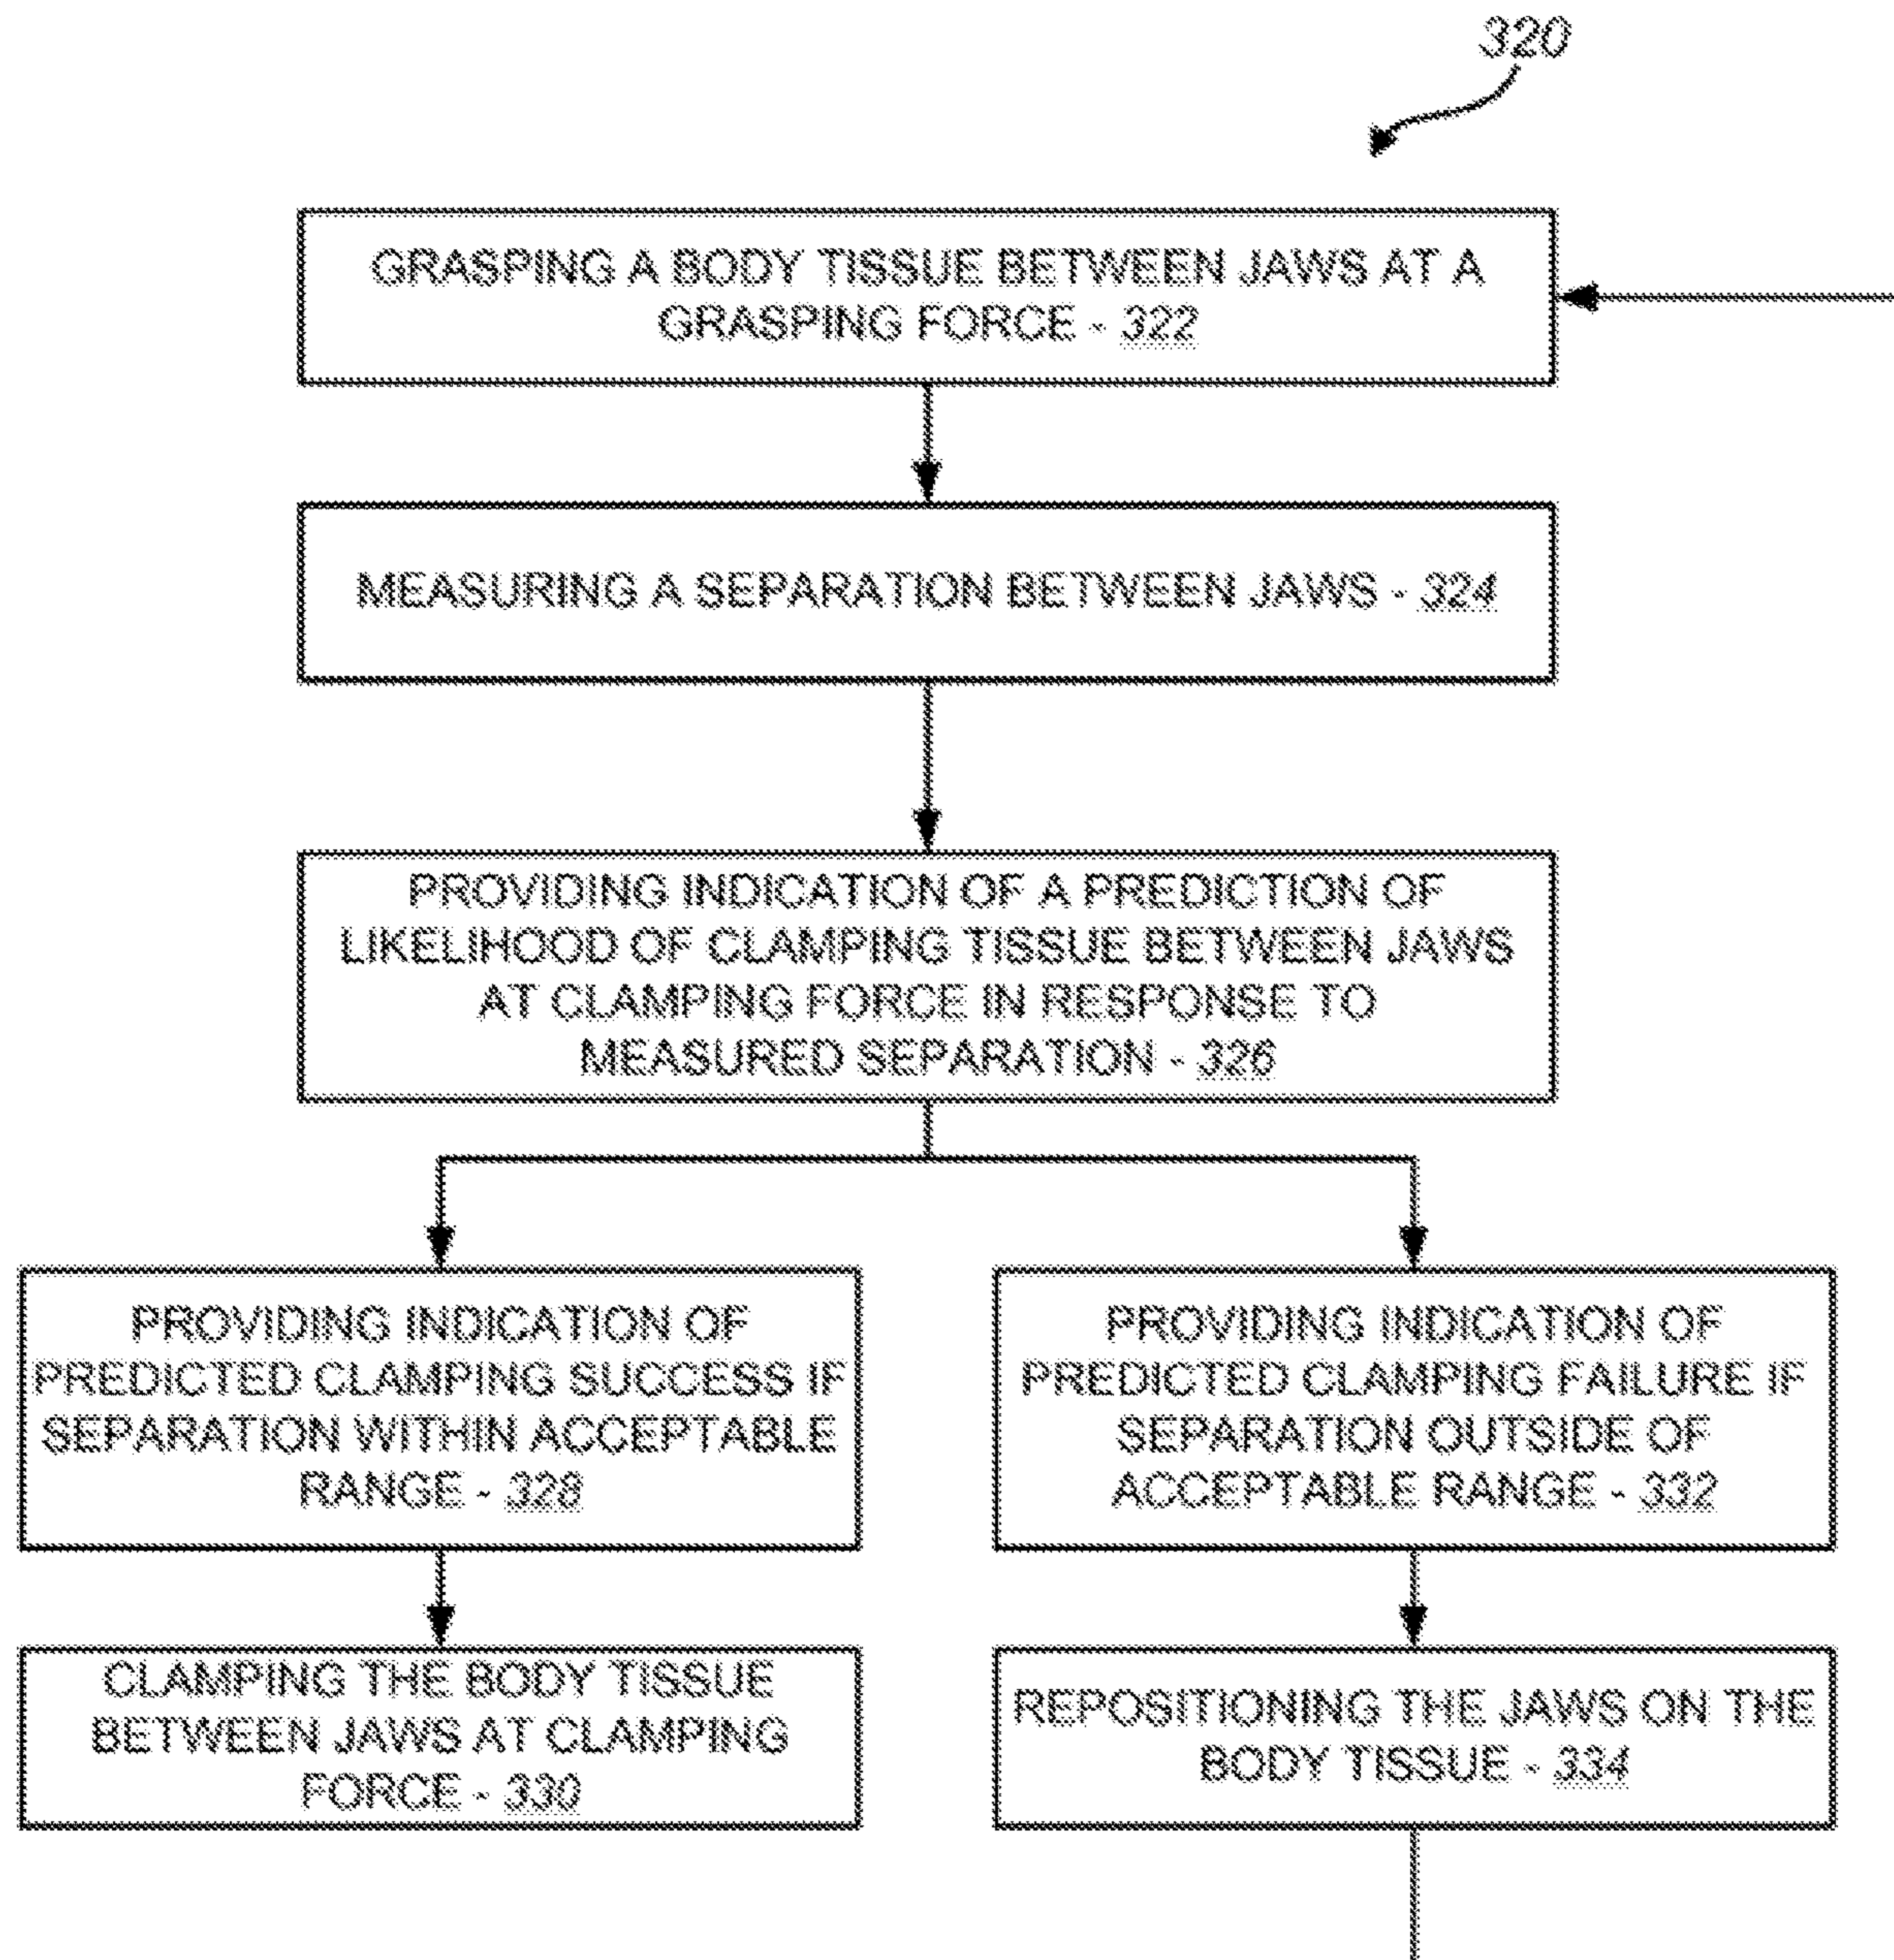 320
GRASPING A BODY TISSUE BETWEEN JAWS AT A
GRASPING FORCE - 322
MEASURING A SEPARATION BETWEEN JAWS - 324
PROVIDING INDICATION OF A PREDICTION OF
LIKELIHOOD OF CLAMPING TISSUE BETWEEN JAWS
AT CLAMPING FORCE IN RESPONSE TO
MEASURED SEPARATION - 326
PROVIDING INDICATION OF
PREDICTED CLAMPING SUCCESS IF
SEPARATION WITHIN ACCEPTABLE
RANGE - 328
PROVIDING INDICATION OF
PREDICTED CLAMPING FAILURE IF
SEPARATION OUTSIDE OF
ACCEPTABLE RANGE - 332
CLAMPING THE BODY TISSUE
BETWEEN JAWS AT CLAMPING
FORCE - 330
REPOSITIONING THE JAWS ON THE
BODY TISSUE - 334